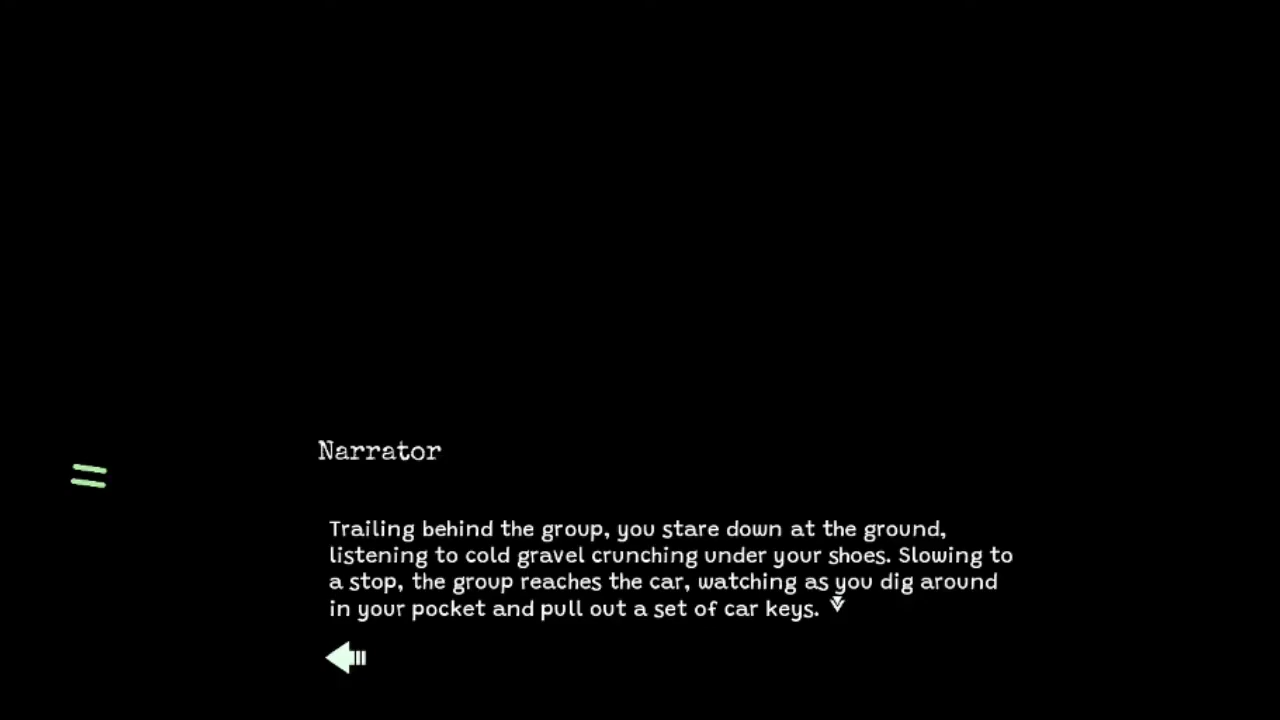 Narrator
Trailing behind the group, you stare down at the ground,
listening to cold gravel crunching under your shoes. Slowing to
a stop, the group reaches the car, watching as you dig around
in your pocket and pull out a set of car keys.